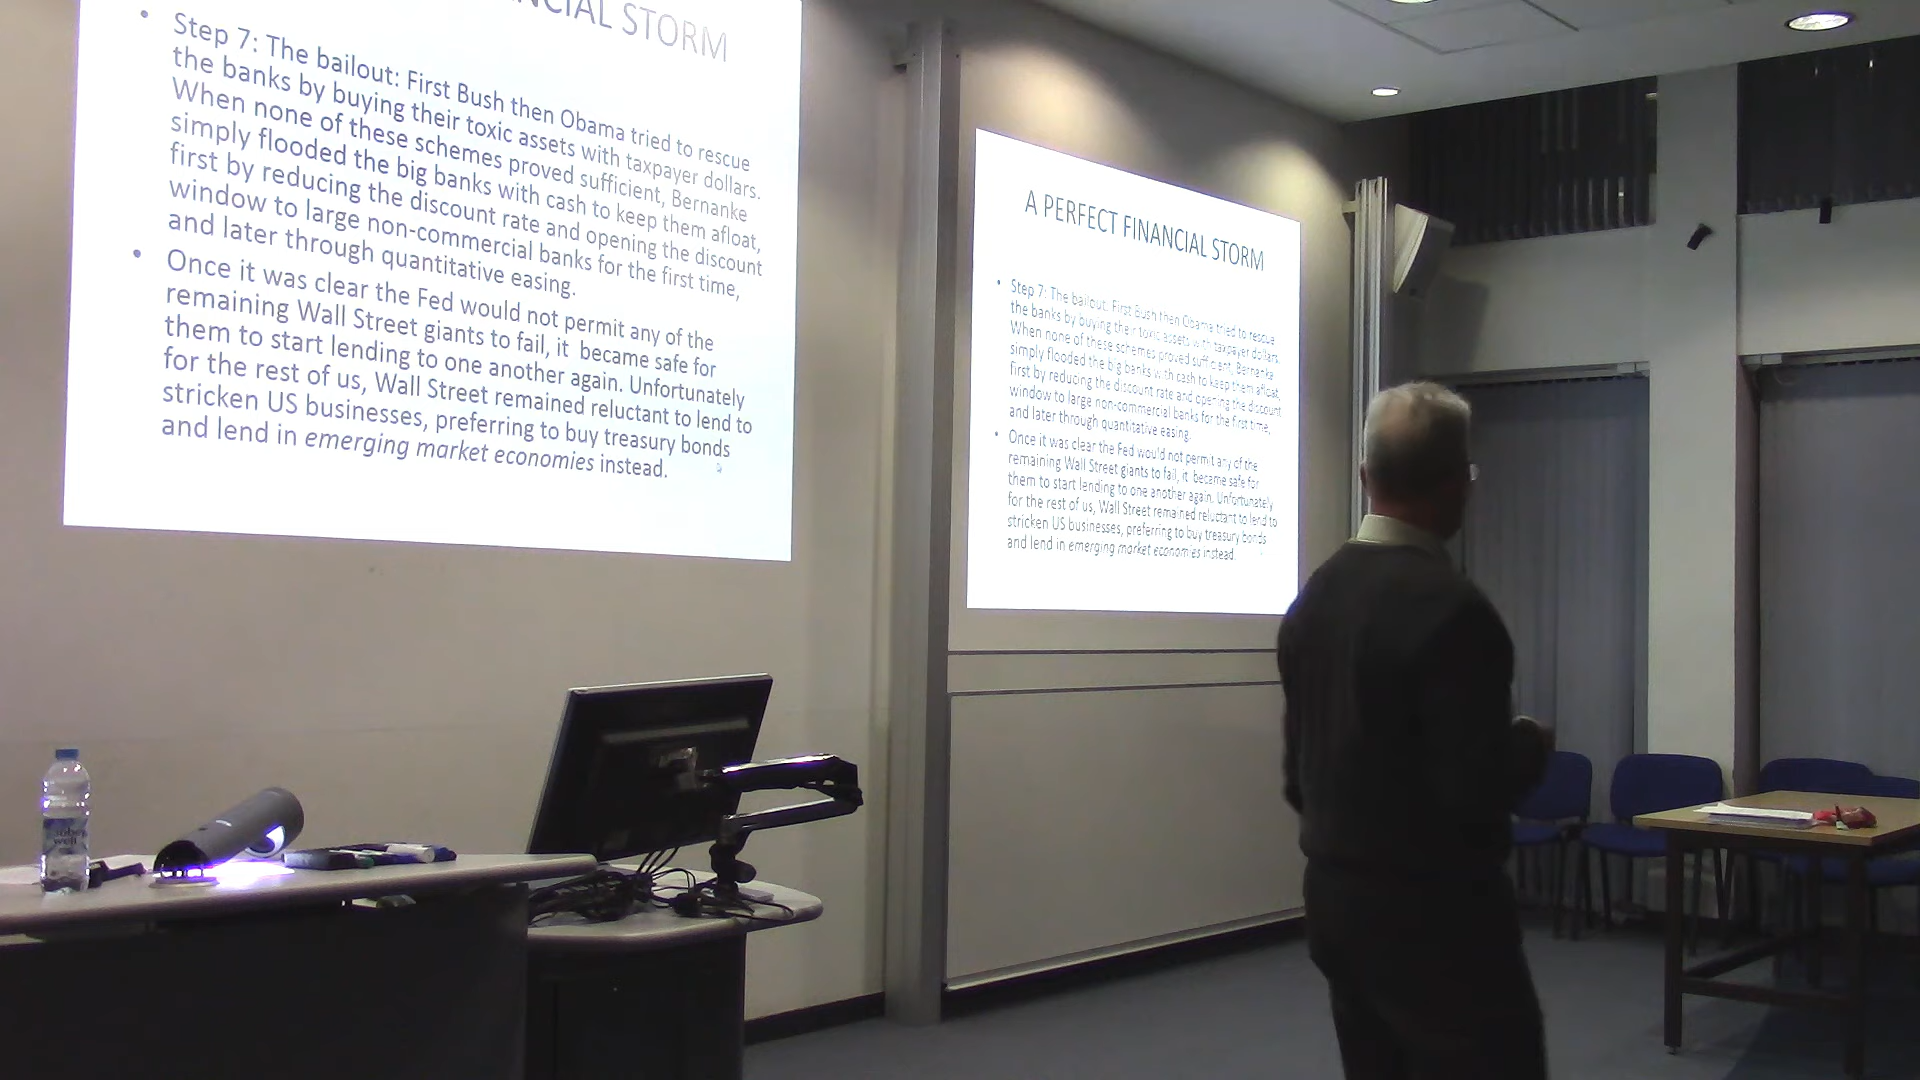 NCIAL STORM
• Step 7: The bailout: First Bush then Obama tried to rescue
the banks by buying their toxic assets with taxpayer dollars.
When none of these schemes proved sufficient, Bernanke
simply flooded the big banks with cash to keep them afloat,
first by reducing the discount rate and opening the discount
window to large non-commercial banks for the first time,
and later through quantitative easing.
• Once it was clear the Fed would not permit any of the
remaining Wall Street giants to fail, it became safe for
them to start lending to one another again. Unfortunately
for the rest of us, Wall Street remained reluctant to lend to
stricken US businesses, preferring to buy treasury bonds
and lend in emerging market economies instead.
A PERFECT FINANCIAL STORM
• Step 7: The bailout: First Bush then Obama tried to rescue
the banks by buying their toxic assets with taxpayer dollars.
When none of these schemes proved sufficient, Bernanke
simply flooded the big banks with cash to keep them afloat,
first by reducing the discount rate and opening the discount
window to large non-commercial banks for the first time,
and later through quantitative easing.
• Once it was clear the Fed would not permit any of the
remaining Wall Street giants to fail, it became safe for
them to start lending to one another again. Unfortunately
for the rest of us, Wall Street remained reluctant to lend to
stricken US businesses, preferring to buy treasury bonds
and lend in emerging market economies instead.
well